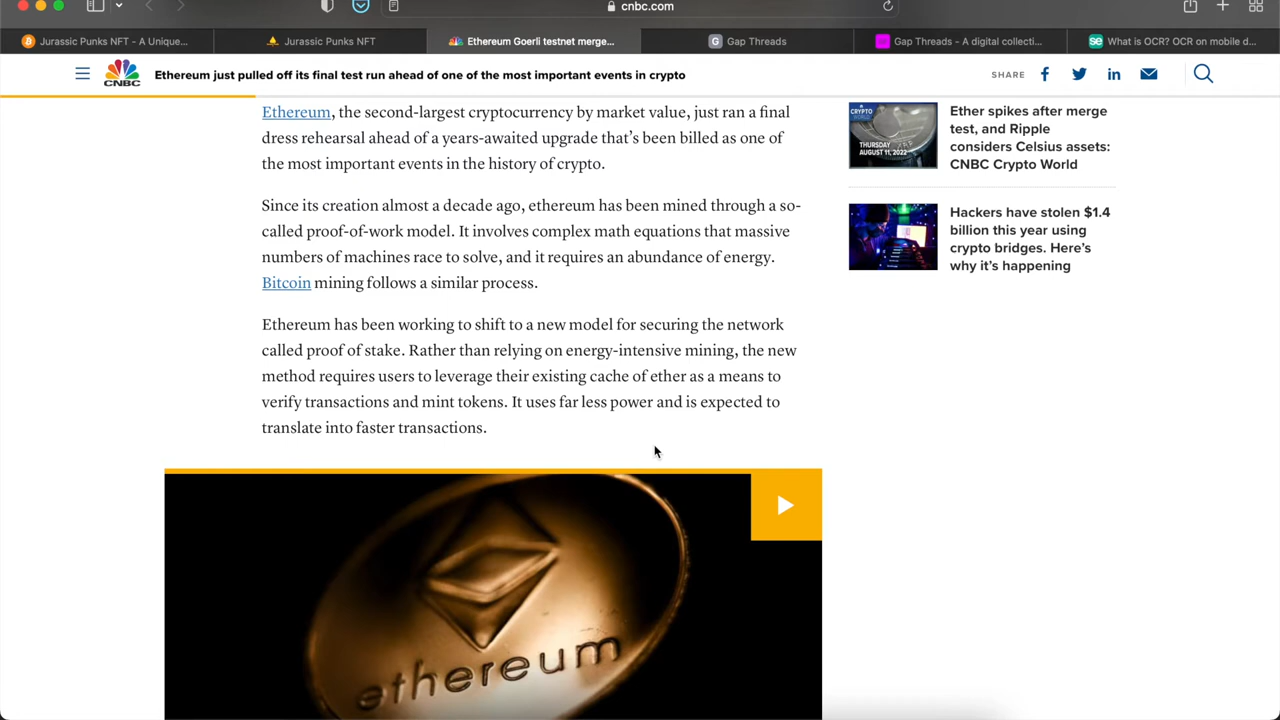 cnbc.com
Jurassic Punks NFT - A Unique...
Jurassic Punks NFT
Ethereum Goerli testnet merge...
Gap Threads
Gap Threads - A digital collecti...
What is OCR? OCR on mobile d...
CNBC
Ethereum just pulled off its final test run ahead of one of the most important events in crypto
SHARE
Ethereum, the second-largest cryptocurrency by market value, just ran a final
dress rehearsal ahead of a years-awaited upgrade that’s been billed as one of
the most important events in the history of crypto.
Since its creation almost a decade ago, ethereum has been mined through a so-
called proof-of-work model. It involves complex math equations that massive
numbers of machines race to solve, and it requires an abundance of energy.
Bitcoin mining follows a similar process.
Ethereum has been working to shift to a new model for securing the network
called proof of stake. Rather than relying on energy-intensive mining, the new
method requires users to leverage their existing cache of ether as a means to
verify transactions and mint tokens. It uses far less power and is expected to
translate into faster transactions.
ethereum
CRYPTO
WORLD
THURSDAY
AUGUST 11, 2022
Ether spikes after merge
test, and Ripple
considers Celsius assets:
CNBC Crypto World
Hackers have stolen $1.4
billion this year using
crypto bridges. Here’s
why it’s happening